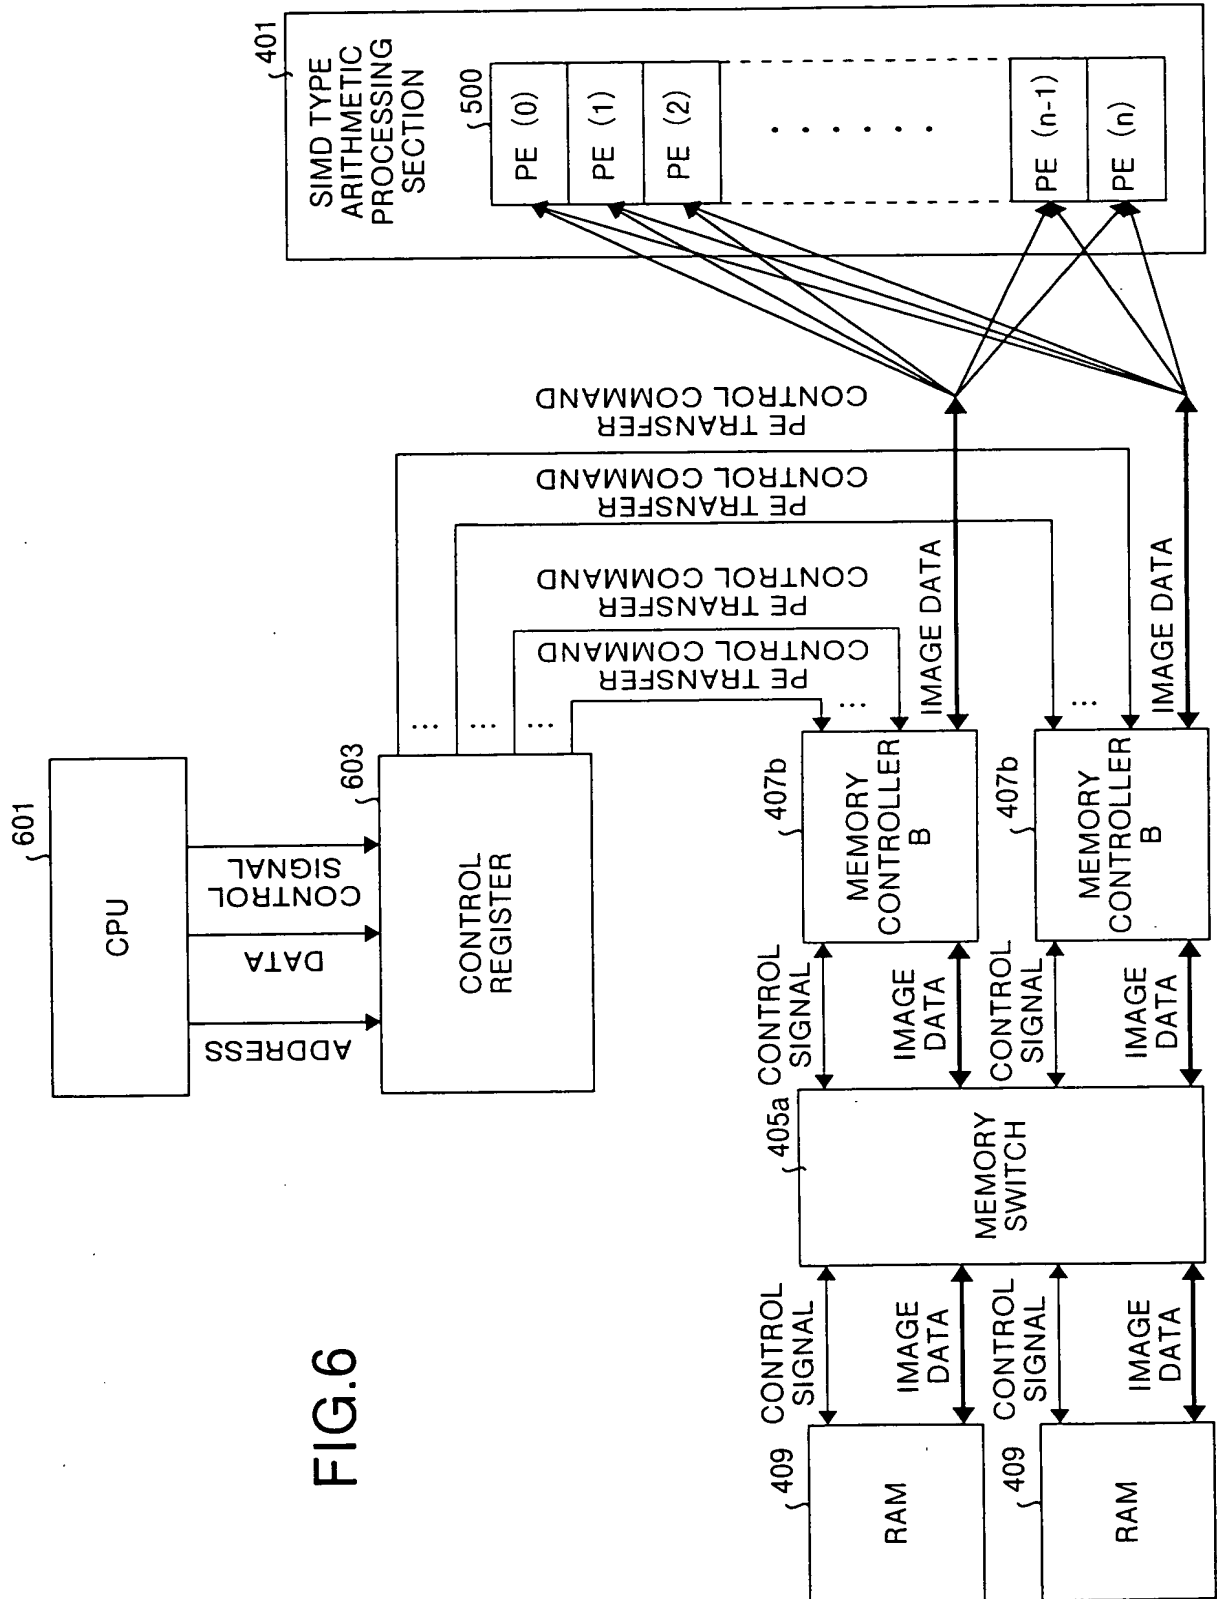 FIG.6
601
CPU
ADDRESS
DATA
CONTROL
SIGNAL
603
CONTROL
REGISTER
...
...
...
PE TRANSFER
CONTROL COMMAND
PE TRANSFER
CONTROL COMMAND
PE TRANSFER
CONTROL COMMAND
PE TRANSFER
CONTROL COMMAND
401
SIMD TYPE
ARITHMETIC
PROCESSING
SECTION
500
PE (0)
PE (1)
PE (2)
. . . . . .
PE (n-1)
PE (n)
409
RAM
CONTROL
SIGNAL
IMAGE
DATA
409
RAM
CONTROL
SIGNAL
IMAGE
DATA
405a
MEMORY
SWITCH
CONTROL
SIGNAL
IMAGE
DATA
CONTROL
SIGNAL
IMAGE
DATA
407b
MEMORY
CONTROLLER
B
...
IMAGE DATA
407b
MEMORY
CONTROLLER
B
...
IMAGE DATA